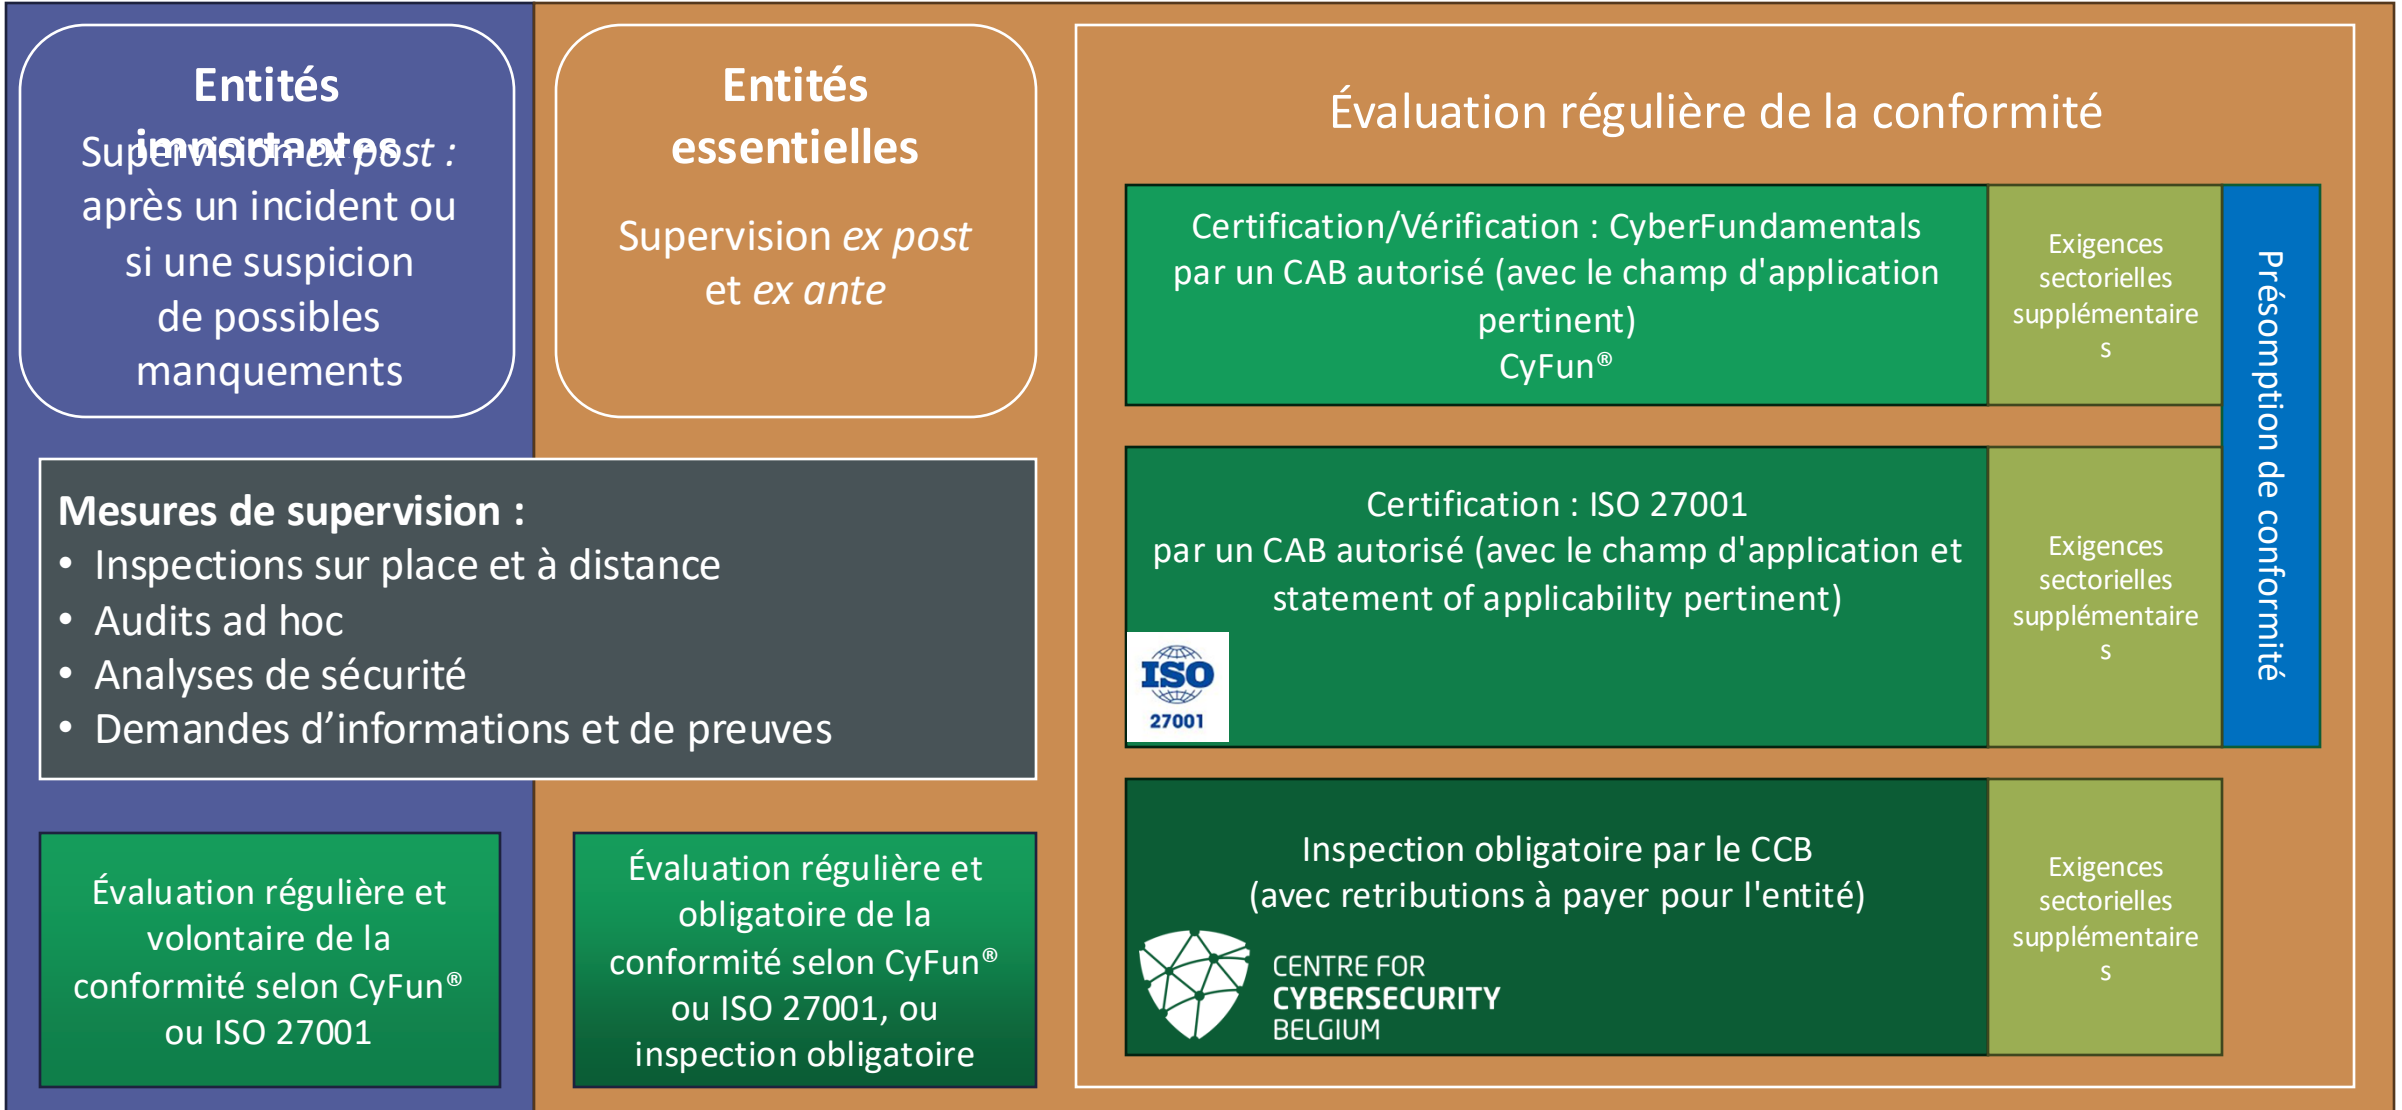 Entités
importantes
Supervision ex post :
après un incident ou
si une suspicion
de possibles
manquements
Entités
essentielles
Supervision ex post
et ex ante
Mesures de supervision :
• Inspections sur place et à distance
• Audits ad hoc
• Analyses de sécurité
• Demandes d’informations et de preuves
Évaluation régulière et
volontaire de la
conformité selon CyFun®
ou ISO 27001
Évaluation régulière et
obligatoire de la
conformité selon CyFun®
ou ISO 27001, ou
inspection obligatoire
Évaluation régulière de la conformité
Certification/Vérification : CyberFundamentals
par un CAB autorisé (avec le champ d'application
pertinent)
CyFun®
Exigences
sectorielles
supplémentaire
s
Certification : ISO 27001
par un CAB autorisé (avec le champ d'application et
statement of applicability pertinent)
ISO
27001
Exigences
sectorielles
supplémentaire
s
Présomption de conformité
Inspection obligatoire par le CCB
(avec retributions à payer pour l'entité)
CENTRE FOR
CYBERSECURITY
BELGIUM
Exigences
sectorielles
supplémentaire
s